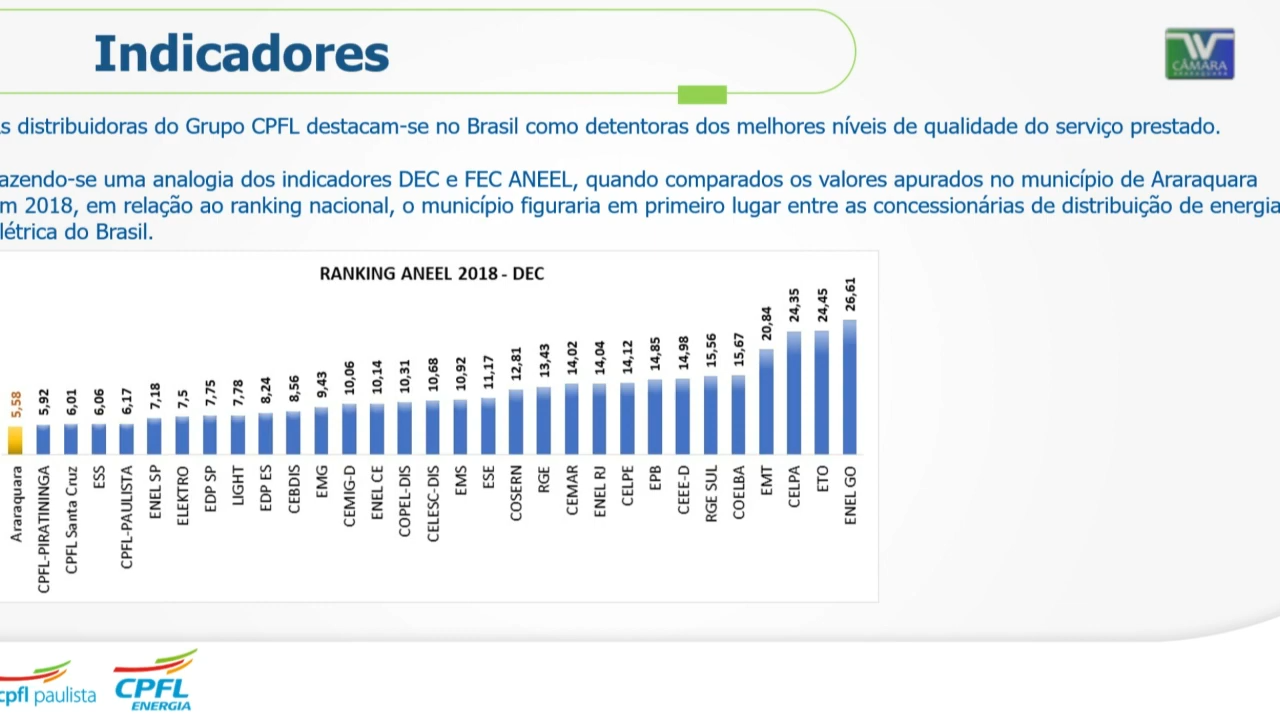 Indicadores
CÂMARA
s distribuidoras do Grupo CPFL destacam-se no Brasil como detentoras dos melhores níveis de qualidade do serviço prestado.
azendo-se uma analogia dos indicadores DEC e FEC ANEEL, quando comparados os valores apurados no município de Araraquara
m 2018, em relação ao ranking nacional, o município figuraria em primeiro lugar entre as concessionárias de distribuição de energia
létrica do Brasil.
RANKING ANEEL 2018 - DEC
5,58
5,92
6,01
6,06
6,17
7,18
7,5
7,75
7,78
8,24
8,56
9,43
10,06
10,14
10,31
10,68
10,92
11,17
12,81
13,43
14,02
14,04
14,12
14,85
14,98
15,56
15,67
20,84
24,35
24,45
26,61
Araraquara
CPFL-PIRATININGA
CPFL Santa Cruz
ESS
CPFL-PAULISTA
ENEL SP
ELEKTRO
EDP SP
LIGHT
EDP ES
CEBDIS
EMG
CEMIG-D
ENEL CE
COPEL-DIS
CELESC-DIS
EMS
ESE
COSERN
RGE
CEMAR
ENEL RJ
CELPE
EPB
CEEE-D
RGE SUL
COELBA
EMT
CELPA
ETO
ENEL GO
cpfl paulista
CPFL
ENERGIA